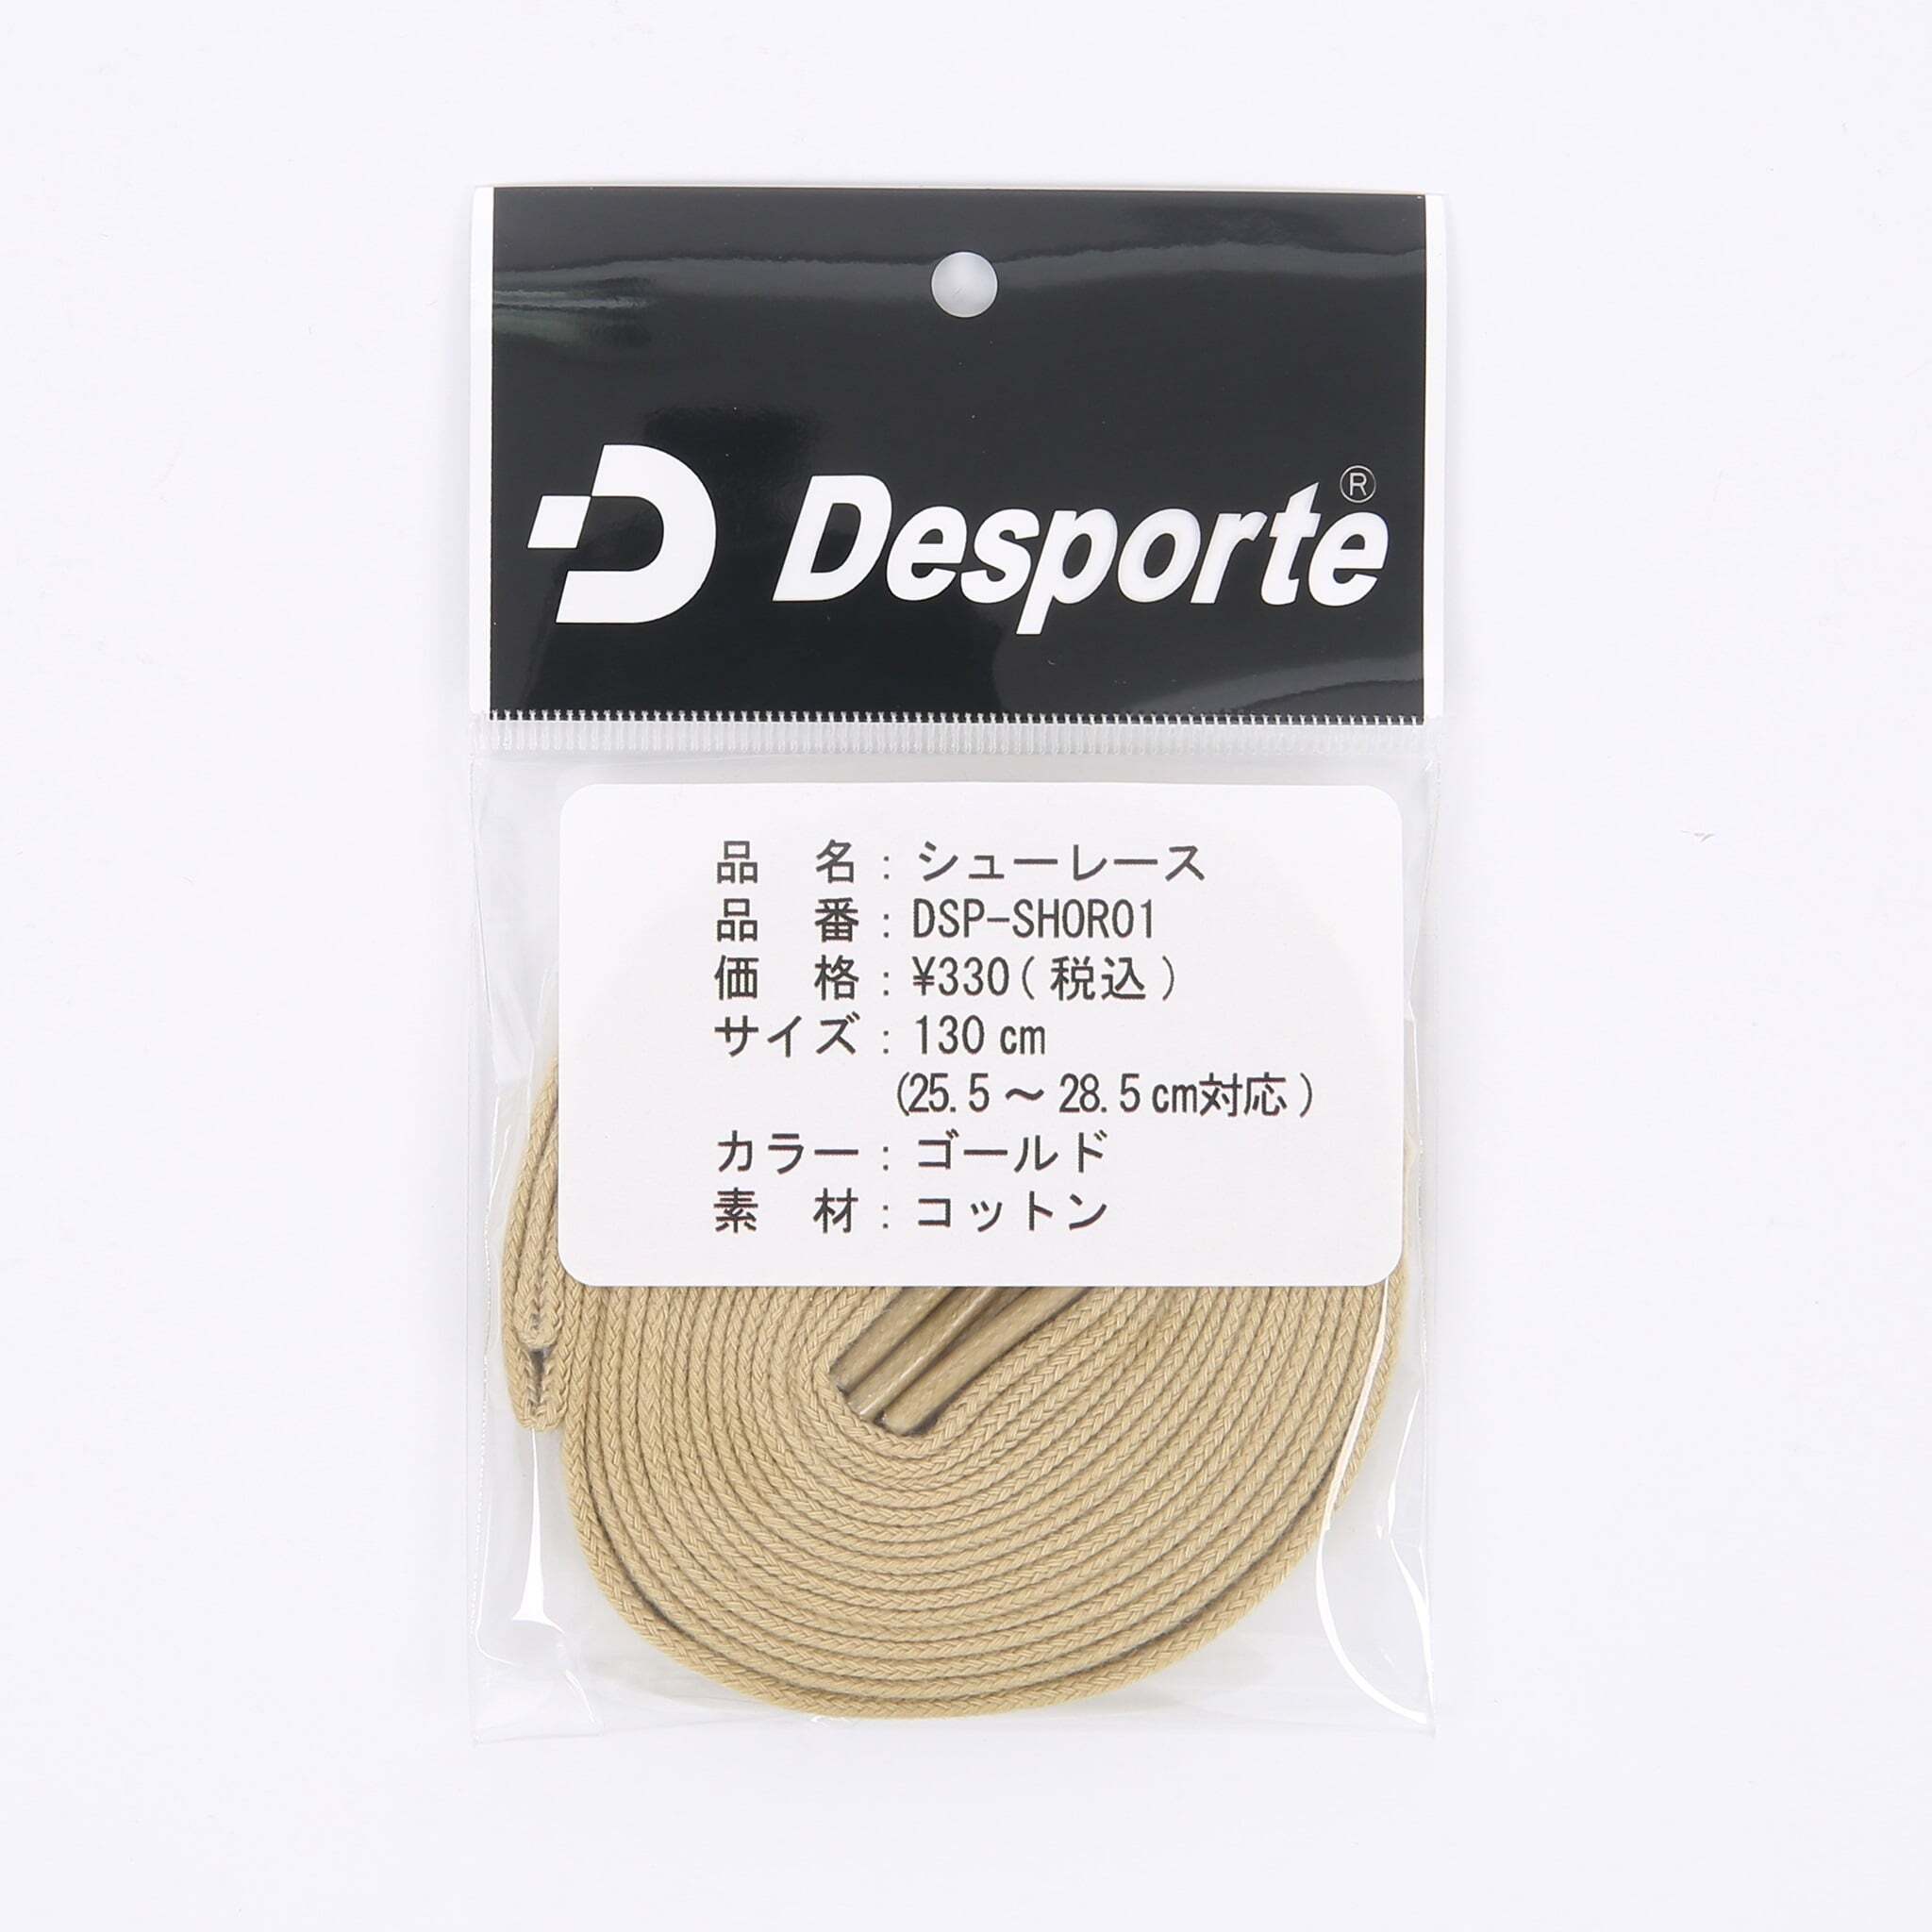 Desporte®
品　名：シューレース
品　番：DSP-SHOR01
価　格：¥330(税込)
サイズ：130㎝
(25.5～28.5㎝対応)
カラー：ゴールド
素　材：コットン